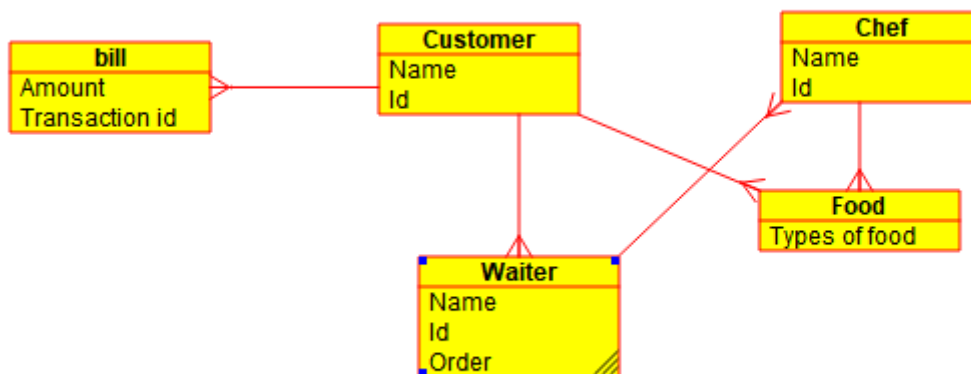 bill
Amount
Transaction id
Customer
Name
Id
Chef
Name
Id
Food
Types of food
Waiter
Name
Id
Order